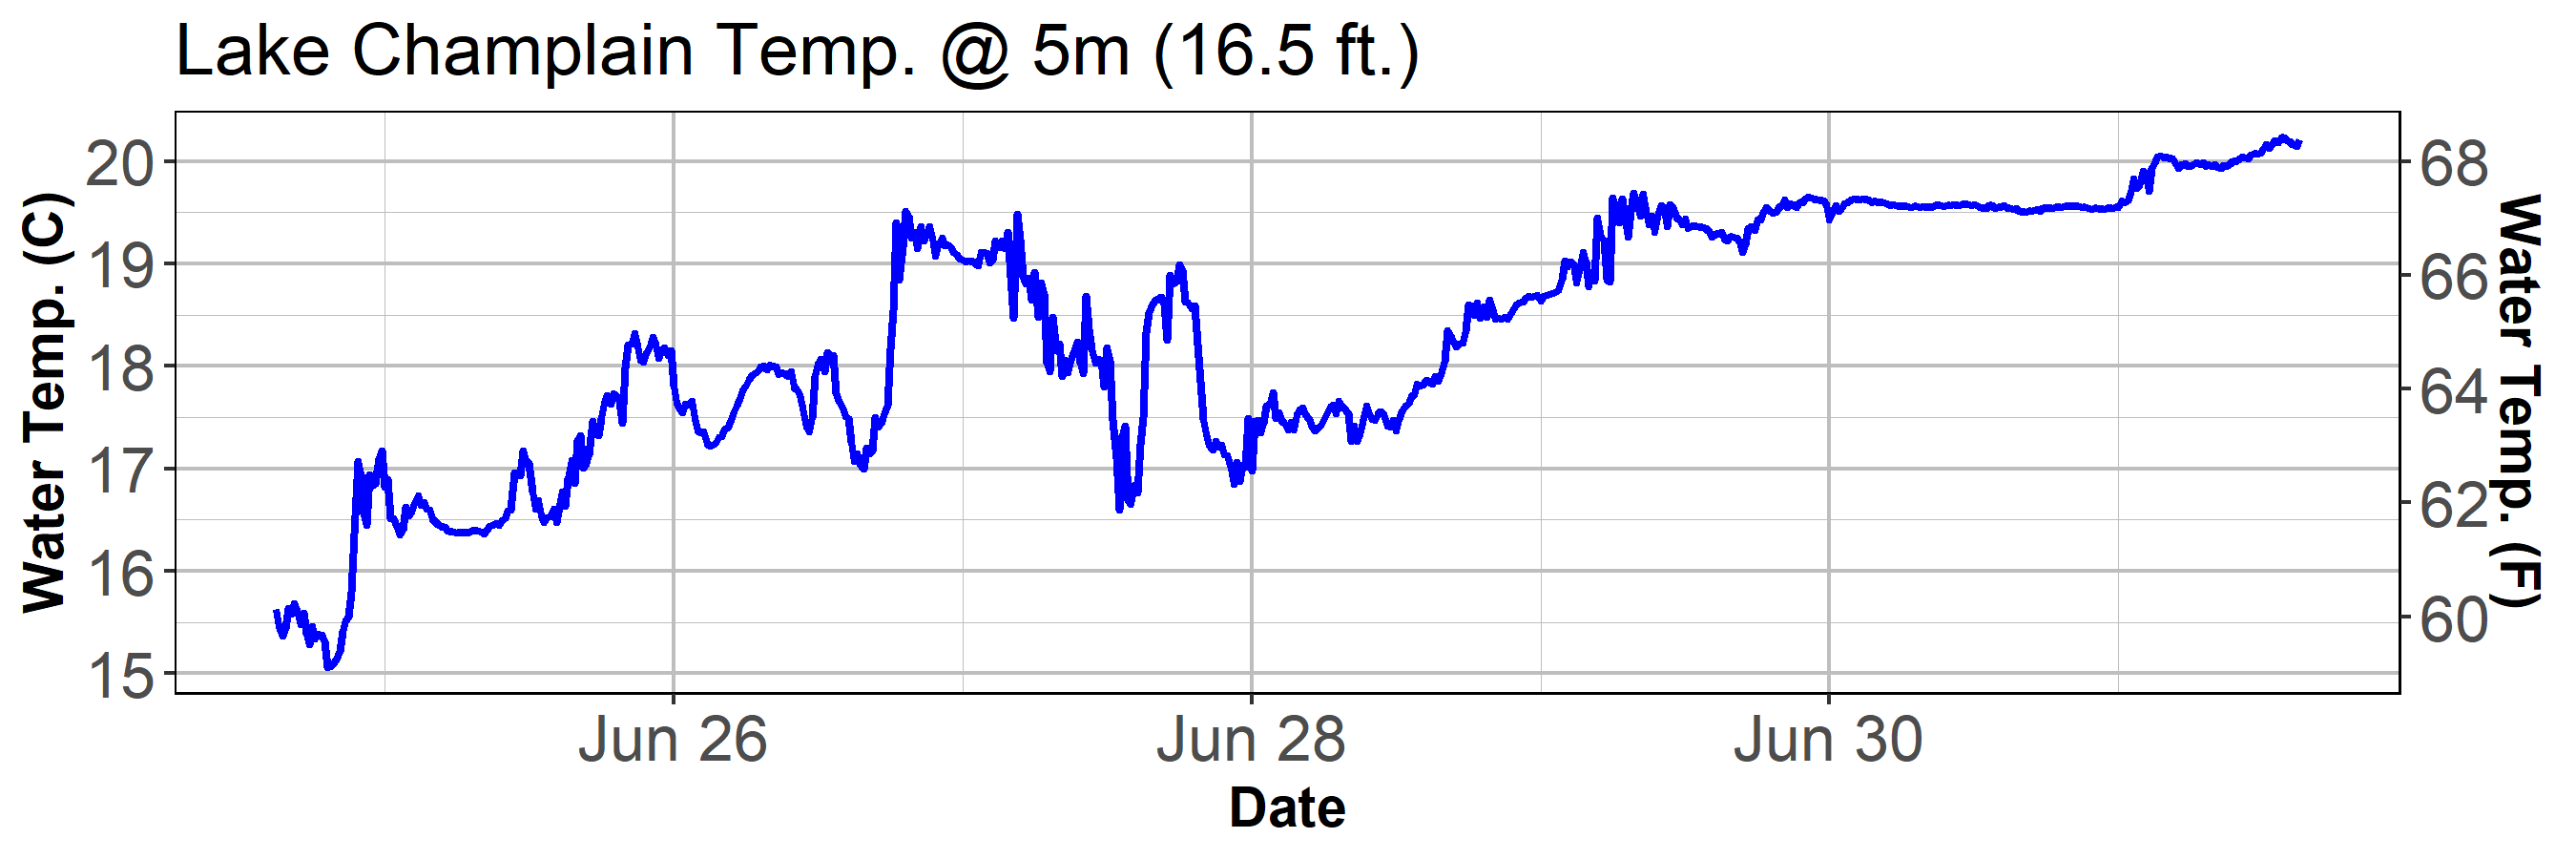 Lake Champlain Temp. @ 5m (16.5 ft.)
Water Temp. (C)
20
19
18
17
16
15
68
66
64
62
60
Water Temp. (F)
Jun 26
Jun 28
Jun 30
Date